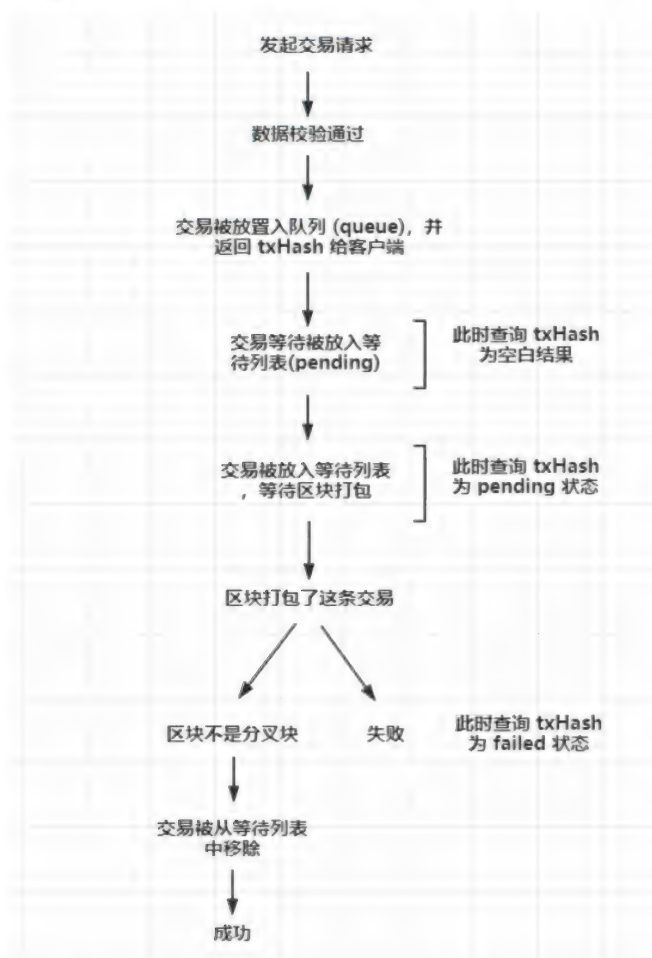 发起交易请求
数据校验通过
交易被放置入队列 (queue)，并
返回 txHash 给客户端
交易等待被放入等
待列表(pending)
此时查询 txHash
为空白结果
交易被放入等待列表
，等待区块打包
此时查询 txHash
为 pending 状态
区块打包了这条交易
区块不是分叉块
失败
此时查询 txHash
为 failed 状态
交易被从等待列表
中移除
成功